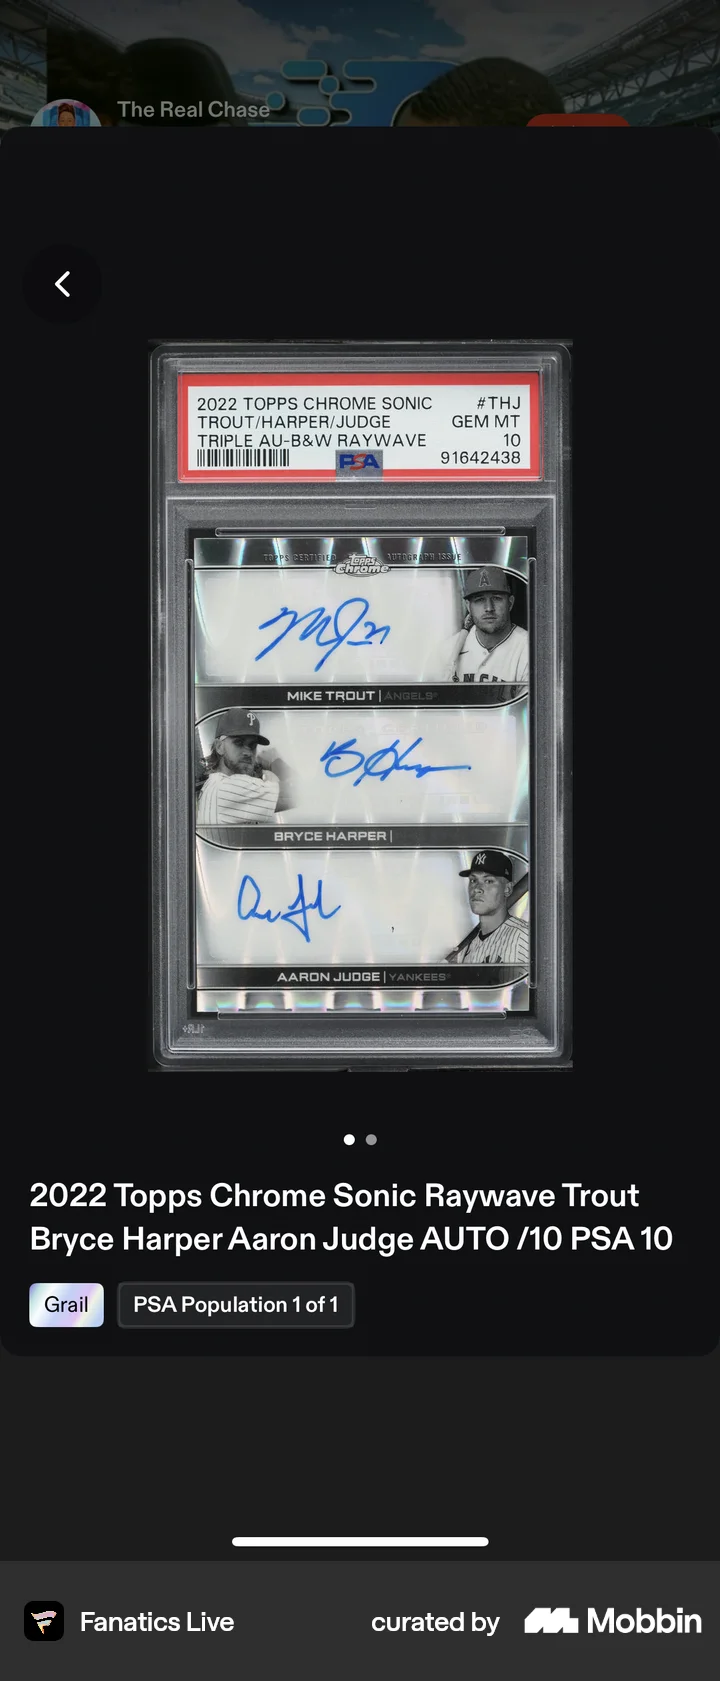 The Real Chase
2022 TOPPS CHROME SONIC #THJ
TROUT/HARPER/JUDGE GEM MT
TRIPLE AU-B&W RAYWAVE 10
PSA 91642438
TOPPS CERTIFIED AUTOGRAPH ISSUE
Topps
Chrome
A
MIKE TROUT | ANGELS®
P
BRYCE HARPER |
NY
AARON JUDGE | YANKEES®
2022 Topps Chrome Sonic Raywave Trout
Bryce Harper Aaron Judge AUTO /10 PSA 10
Grail
PSA Population 1 of 1
Fanatics Live
curated by Mobbin